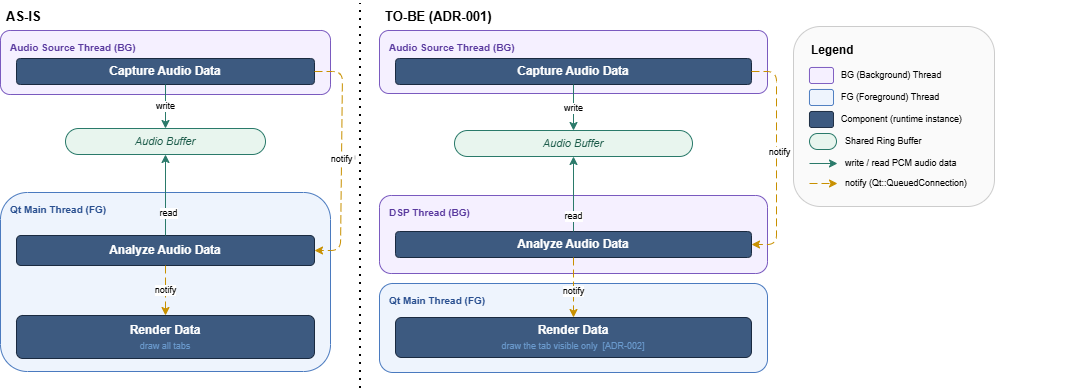 AS-IS
Audio Source Thread (BG)
Capture Audio Data
write
Audio Buffer
notify
Qt Main Thread (FG)
read
Analyze Audio Data
notify
Render Data
draw all tabs
TO-BE (ADR-001)
Audio Source Thread (BG)
Capture Audio Data
write
Audio Buffer
notify
DSP Thread (BG)
read
Analyze Audio Data
Qt Main Thread (FG)
notify
Render Data
draw the tab visible only [ADR-002]
Legend
BG (Background) Thread
FG (Foreground) Thread
Component (runtime instance)
Shared Ring Buffer
write / read PCM audio data
notify (Qt::QueuedConnection)